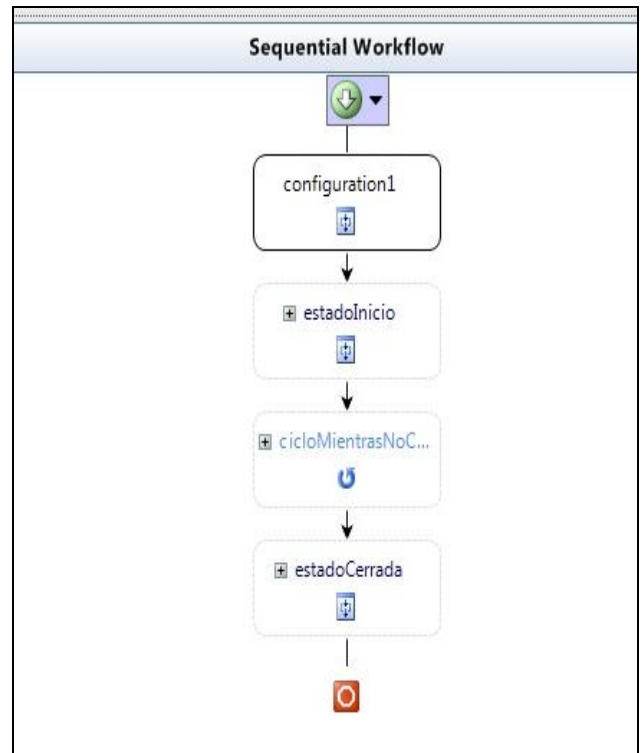 Sequential Workflow
configuration1
estadoInicio
cicloMientrasNoC...
estadoCerrada